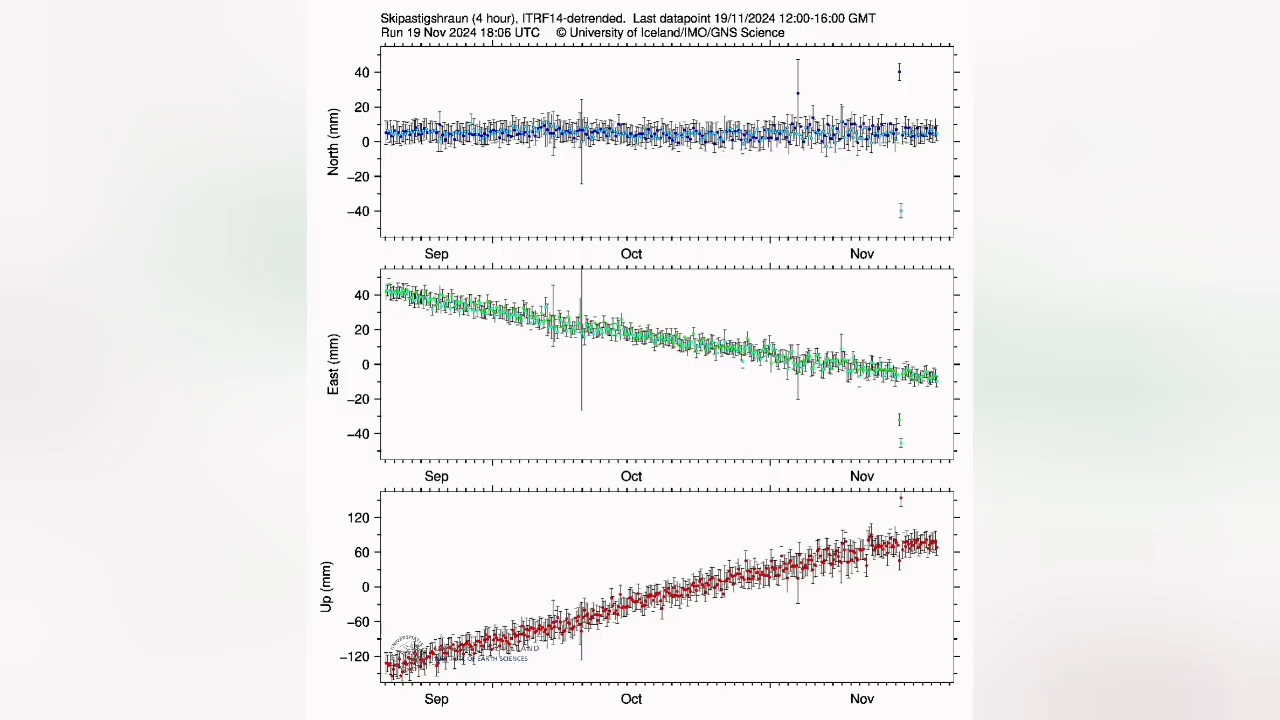 Skipastigshraun (4 hour), ITRF14-detrended. Last datapoint 19/11/2024 12:00-16:00 GMT
Run 19 Nov 2024 18:06 UTC © University of Iceland/IMO/GNS Science
North (mm)
40
20
0
−20
−40
Sep Oct Nov
East (mm)
40
20
0
−20
−40
Sep Oct Nov
Up (mm)
120
60
0
−60
−120
OF EARTH SCIENCES
Sep Oct Nov